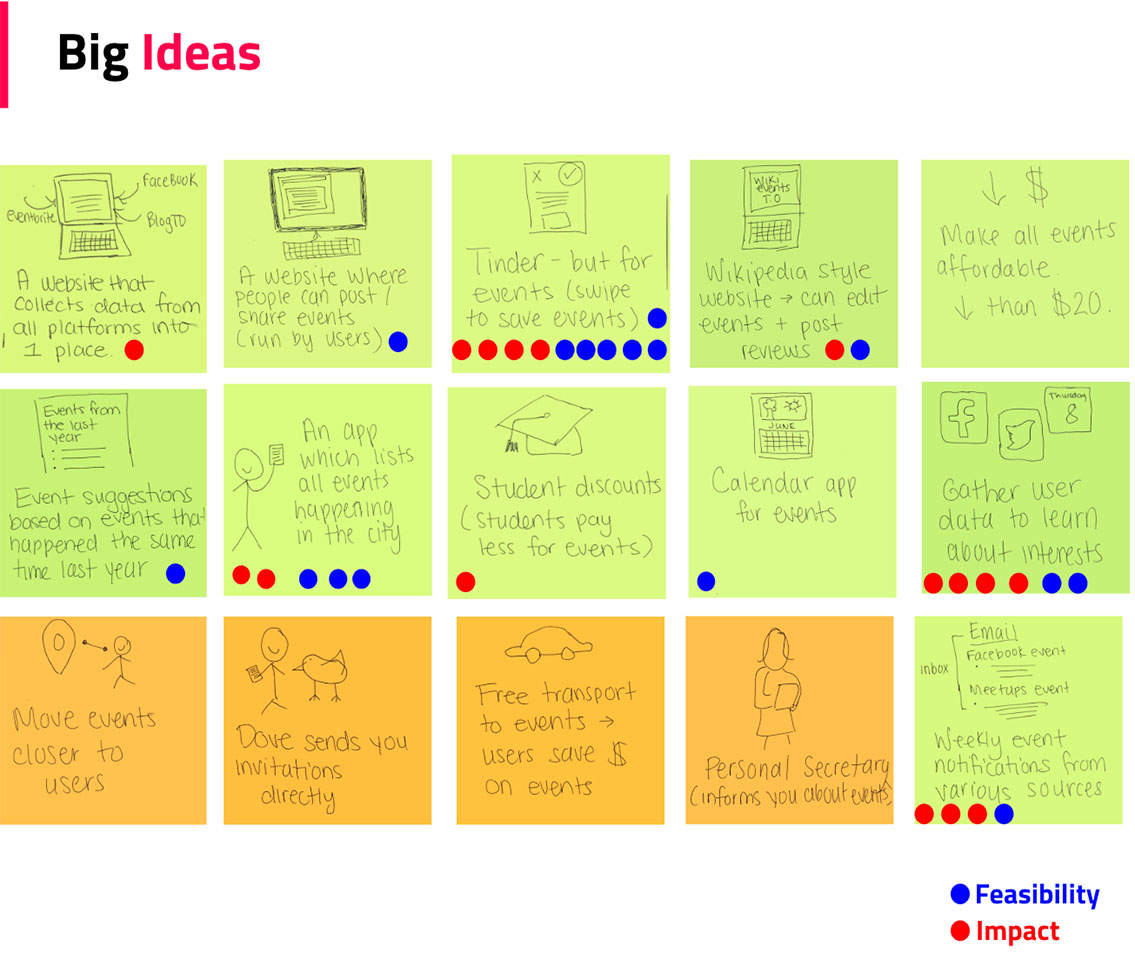 Big Ideas
FaceBOOK
eventbrite
BlogTO
A website that
collects data from
all platforms into
1 place.
A website where
people can post /
share events
(run by users)
X
Tinder - but for
events (swipe
to save events)
Wiki
events
T.O
Wikipedia style
website → can edit
events + post
reviews
↓ $
Make all events
affordable.
↓ than $20.
Events from
the last
year
Event suggestions
based on events that
happened the same
time last year
An app
which lists
all events
happening
in the city
Student discounts
(students pay
less for events)
JUNE
Calendar app
for events
Thursday
8
Gather user
data to learn
about interests
Move events
closer to
users
Dove sends you
invitations
directly
Free transport
to events →
users save $
on events
Personal Secretary
(informs you about events)
Email
inbox
Facebook event
Meetups event
Weekly event
notifications from
various sources
Feasibility
Impact